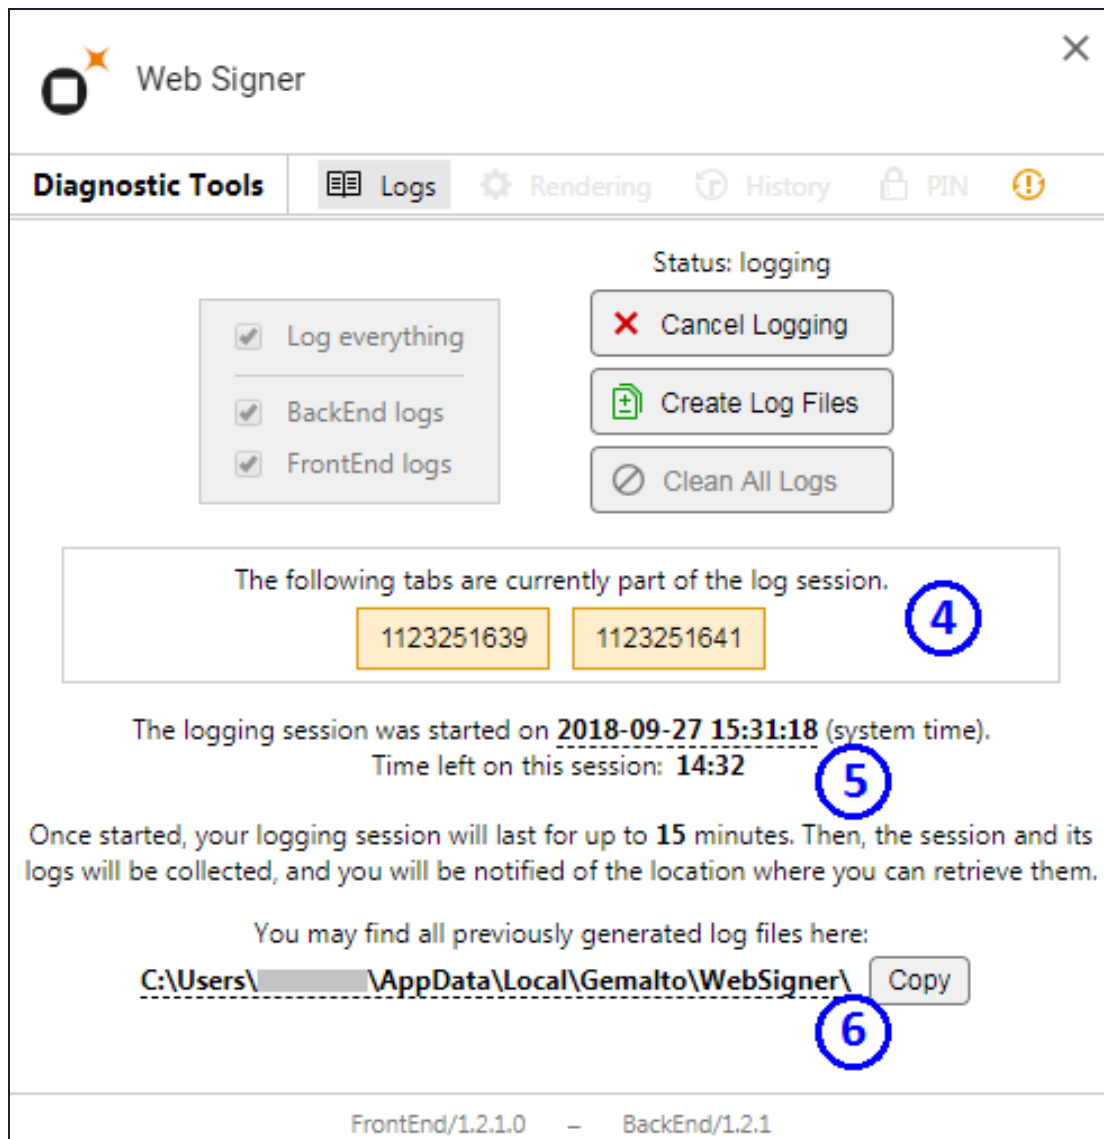 Web Signer
Diagnostic Tools Logs Rendering History PIN
Status: logging
Log everything
BackEnd logs
FrontEnd logs
Cancel Logging
Create Log Files
Clean All Logs
The following tabs are currently part of the log session.
1123251639 1123251641
4
The logging session was started on 2018-09-27 15:31:18 (system time).
Time left on this session: 14:32
5
Once started, your logging session will last for up to 15 minutes. Then, the session and its
logs will be collected, and you will be notified of the location where you can retrieve them.
You may find all previously generated log files here:
C:\Users\ \AppData\Local\Gemalto\WebSigner\ Copy
6
FrontEnd/1.2.1.0 – BackEnd/1.2.1